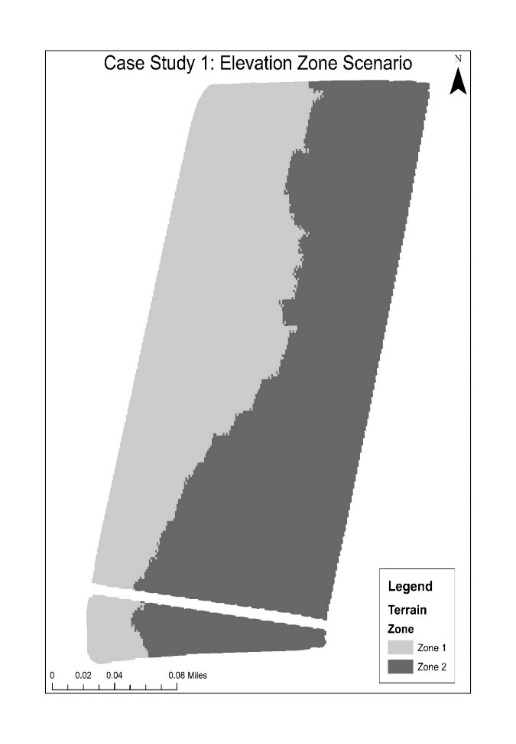 Case Study 1: Elevation Zone Scenario
N
Legend
Terrain
Zone
Zone 1
Zone 2
0 0.02 0.04 0.08 Miles